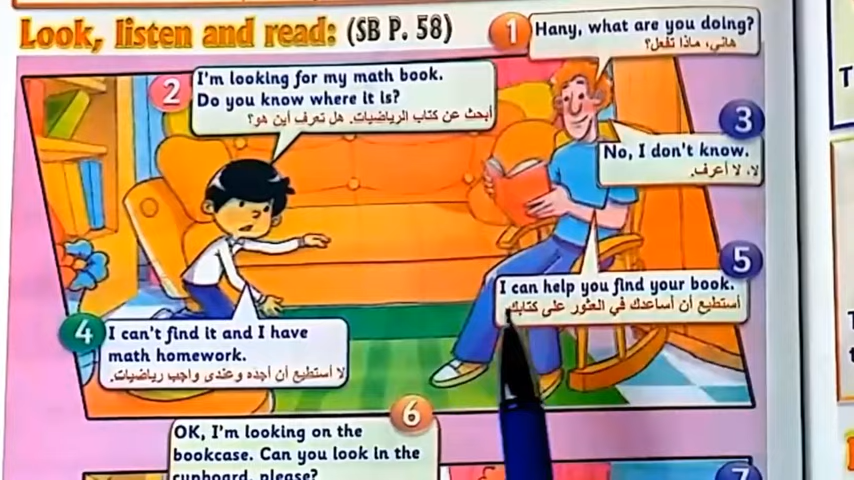 Look, listen and read: (SB P. 58)
1
Hany, what are you doing?
هاني، ماذا تفعل؟
2
I'm looking for my math book.
Do you know where it is?
أبحث عن كتاب الرياضيات. هل تعرف أين هو؟
3
No, I don't know.
لا، لا أعرف.
4
I can't find it and I have
math homework.
لا أستطيع أن أجده وعندى واجب رياضيات.
5
I can help you find your book.
أستطيع أن أساعدك في العثور على كتابك.
6
OK, I'm looking on the
bookcase. Can you look in the
cupboard, please?
7